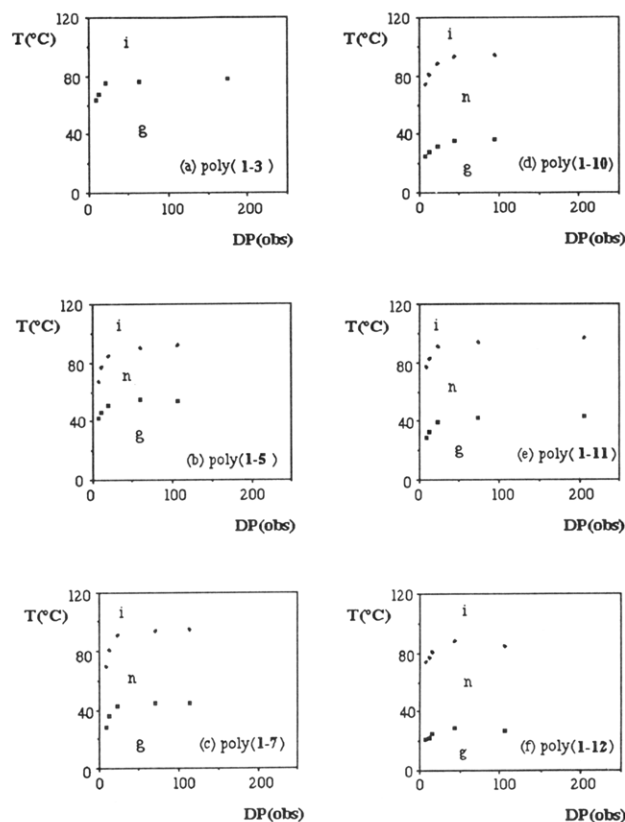 T(°C)
120
80
40
0
i
g
(a) poly( 1-3 )
0 100 200
DP(obs)
120
80
40
0
i
n
g
(d) poly(1-10)
0 100 200
DP(obs)
T(°C)
120
80
40
0
i
n
g
(b) poly(1-5 )
0 100 200
DP(obs)
120
80
40
0
i
n
g
(e) poly( 1-11)
0 100 200
DP(obs)
T(°C)
120
80
40
0
i
n
g
(c) poly(1-7)
0 100 200
DP(obs)
120
80
40
0
i
n
g
(f) poly(1-12)
0 100 200
DP(obs)